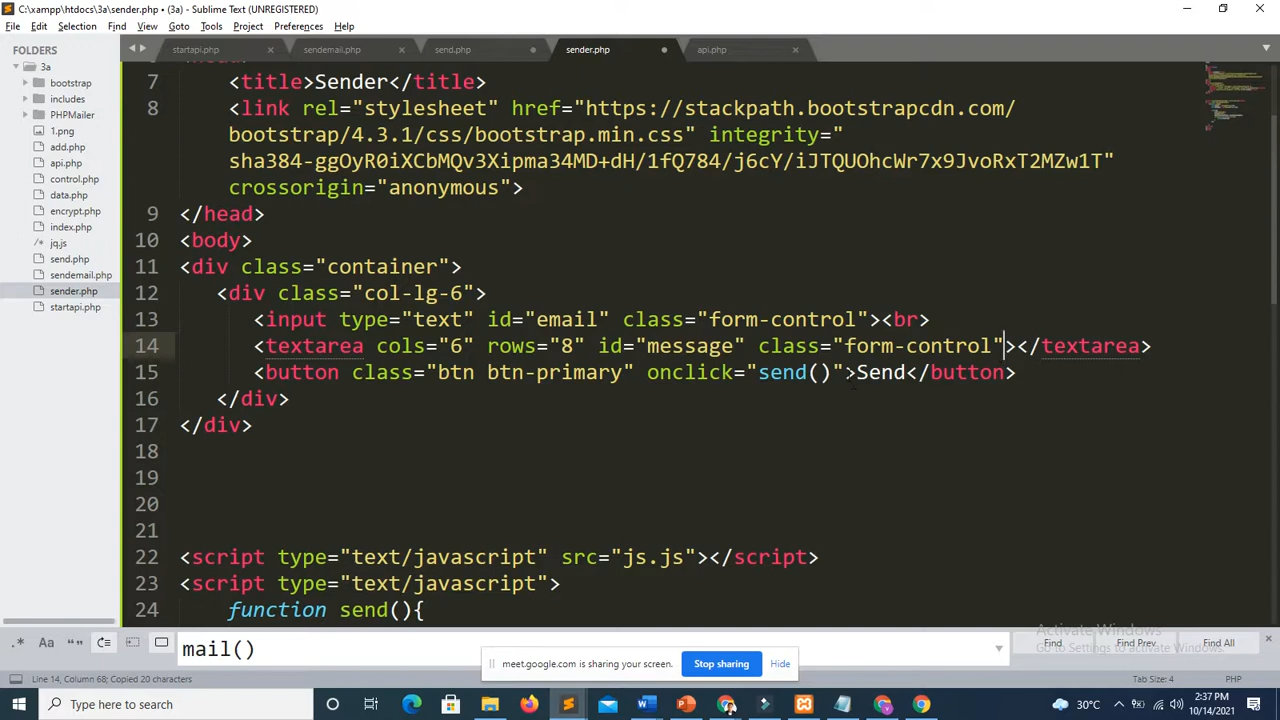 C:\xampp\htdocs\3a\sender.php • (3a) - Sublime Text (UNREGISTERED)
File Edit Selection Find View Goto Tools Project Preferences Help
FOLDERS
3a
bootstrap
includes
PHPMailer
1.png
add.php
api.php
control.php
data.php
encrypt.php
index.php
jq.js
send.php
sendemail.php
sender.php
startapi.php
startapi.php sendemail.php send.php sender.php api.php
7 <title>Sender</title>
8 <link rel="stylesheet" href="https://stackpath.bootstrapcdn.com/
bootstrap/4.3.1/css/bootstrap.min.css" integrity="
sha384-ggOyR0iXCbMQv3Xipma34MD+dH/1fQ784/j6cY/iJTQUOhcWr7x9JvoRxT2MZw1T"
crossorigin="anonymous">
9 </head>
10 <body>
11 <div class="container">
12 <div class="col-lg-6">
13 <input type="text" id="email" class="form-control"><br>
14 <textarea cols="6" rows="8" id="message" class="form-control"></textarea>
15 <button class="btn btn-primary" onclick="send()">Send</button>
16 </div>
17 </div>
18
19
20
21
22 <script type="text/javascript" src="js.js"></script>
23 <script type="text/javascript">
24 function send(){
.* Aa “” mail() Find Find Prev Find All
Activate Windows
Go to Settings to activate Windows.
meet.google.com is sharing your screen. Stop sharing Hide
Line 14, Column 68; Copied 20 characters Tab Size: 4 PHP
Type here to search 30°C 2:37 PM
10/14/2021